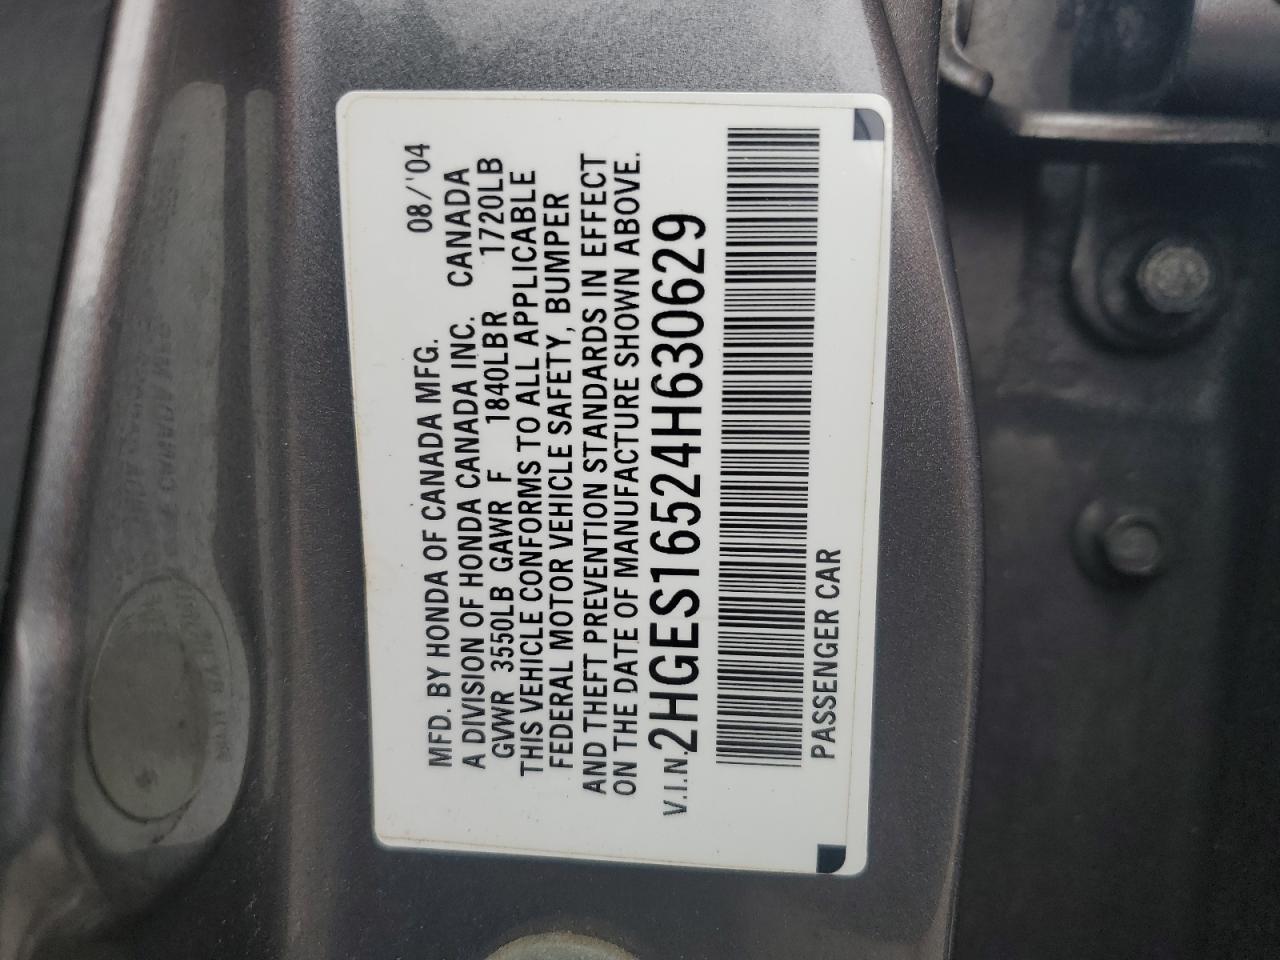 MFD. BY HONDA OF CANADA MFG. 08/'04
A DIVISION OF HONDA CANADA INC. CANADA
GVWR 3550LB GAWR F 1840LBR 1720LB
THIS VEHICLE CONFORMS TO ALL APPLICABLE
FEDERAL MOTOR VEHICLE SAFETY, BUMPER
AND THEFT PREVENTION STANDARDS IN EFFECT
ON THE DATE OF MANUFACTURE SHOWN ABOVE.
V.I.N. 2HGES16524H630629
PASSENGER CAR